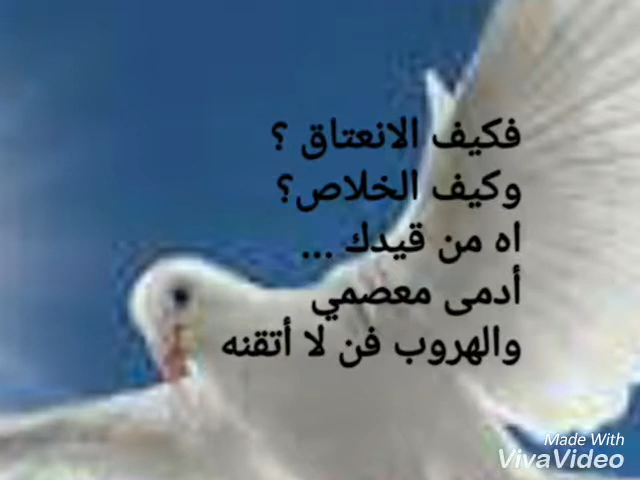 فكيف الانعتاق ؟
وكيف الخلاص؟
اه من قيدك ...
أدمى معصمي
والهروب فن لا أتقنه
Made With
VivaVideo